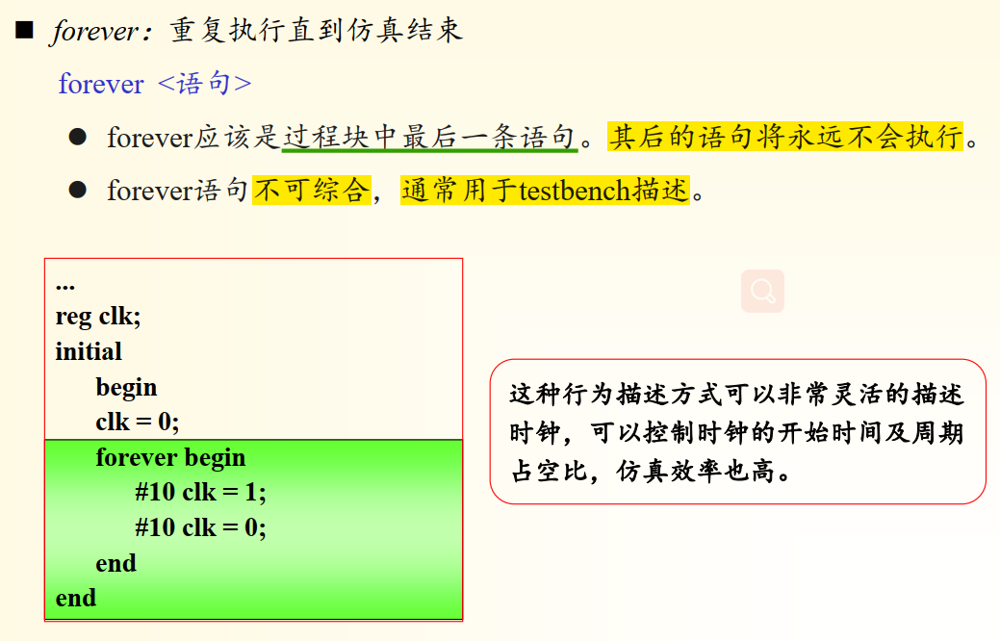 forever：重复执行直到仿真结束
forever <语句>
forever应该是过程块中最后一条语句。其后的语句将永远不会执行。
forever语句不可综合，通常用于testbench描述。
...
reg clk;
initial
begin
clk = 0;
forever begin
#10 clk = 1;
#10 clk = 0;
end
end
这种行为描述方式可以非常灵活的描述
时钟，可以控制时钟的开始时间及周期
占空比，仿真效率也高。